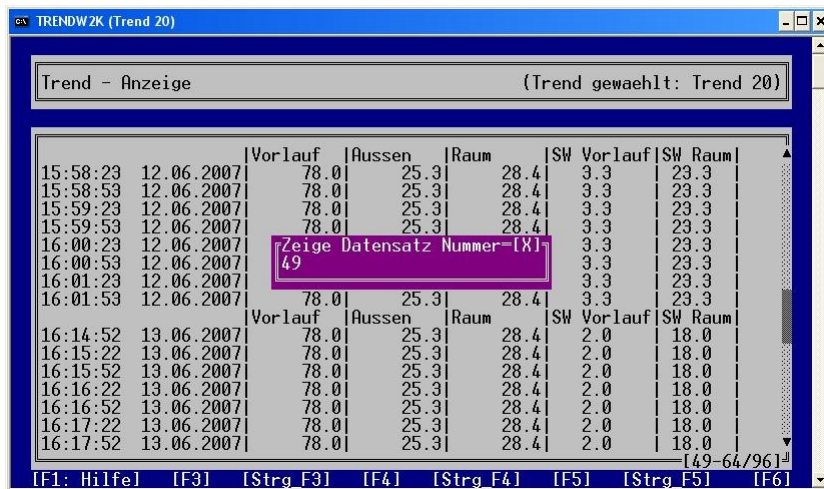 TRENDW2K (Trend 20)
Trend - Anzeige (Trend gewaehlt: Trend 20)
|Vorlauf |Aussen |Raum |SW Vorlauf|SW Raum|
15:58:23 12.06.2007| 78.0| 25.3| 28.4| 3.3 | 23.3 |
15:58:53 12.06.2007| 78.0| 25.3| 28.4| 3.3 | 23.3 |
15:59:23 12.06.2007| 78.0| 25.3| 28.4| 3.3 | 23.3 |
15:59:53 12.06.2007| 78.0| 25.3| 28.4| 3.3 | 23.3 |
16:00:23 12.06.2007| Zeige Datensatz Nummer=[X] 3.3 | 23.3 |
16:00:53 12.06.2007| 49 3.3 | 23.3 |
16:01:23 12.06.2007| 3.3 | 23.3 |
16:01:53 12.06.2007| 78.0| 25.3| 28.4| 3.3 | 23.3 |
|Vorlauf |Aussen |Raum |SW Vorlauf|SW Raum|
16:14:52 13.06.2007| 78.0| 25.3| 28.4| 2.0 | 18.0 |
16:15:22 13.06.2007| 78.0| 25.3| 28.4| 2.0 | 18.0 |
16:15:52 13.06.2007| 78.0| 25.3| 28.4| 2.0 | 18.0 |
16:16:22 13.06.2007| 78.0| 25.3| 28.4| 2.0 | 18.0 |
16:16:52 13.06.2007| 78.0| 25.3| 28.4| 2.0 | 18.0 |
16:17:22 13.06.2007| 78.0| 25.3| 28.4| 2.0 | 18.0 |
16:17:52 13.06.2007| 78.0| 25.3| 28.4| 2.0 | 18.0 |
[49-64/96]
[F1: Hilfe] [F3] [Strg_F3] [F4] [Strg_F4] [F5] [Strg_F5] [F6]